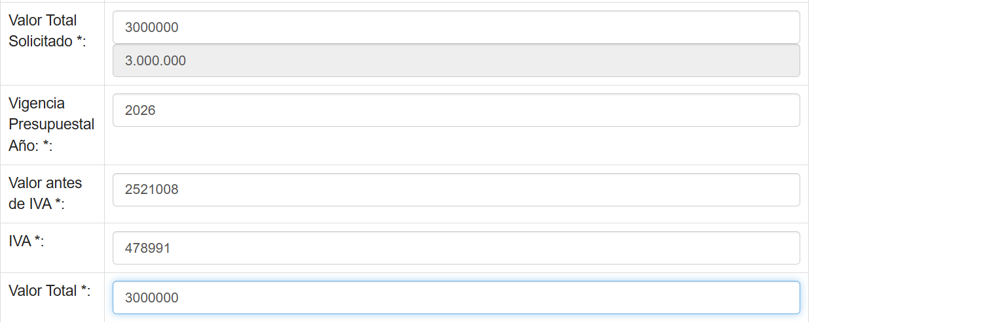 Valor Total
Solicitado *:
3000000
3.000.000
Vigencia
Presupuestal
Año: *:
2026
Valor antes
de IVA *:
2521008
IVA *:
478991
Valor Total *:
3000000